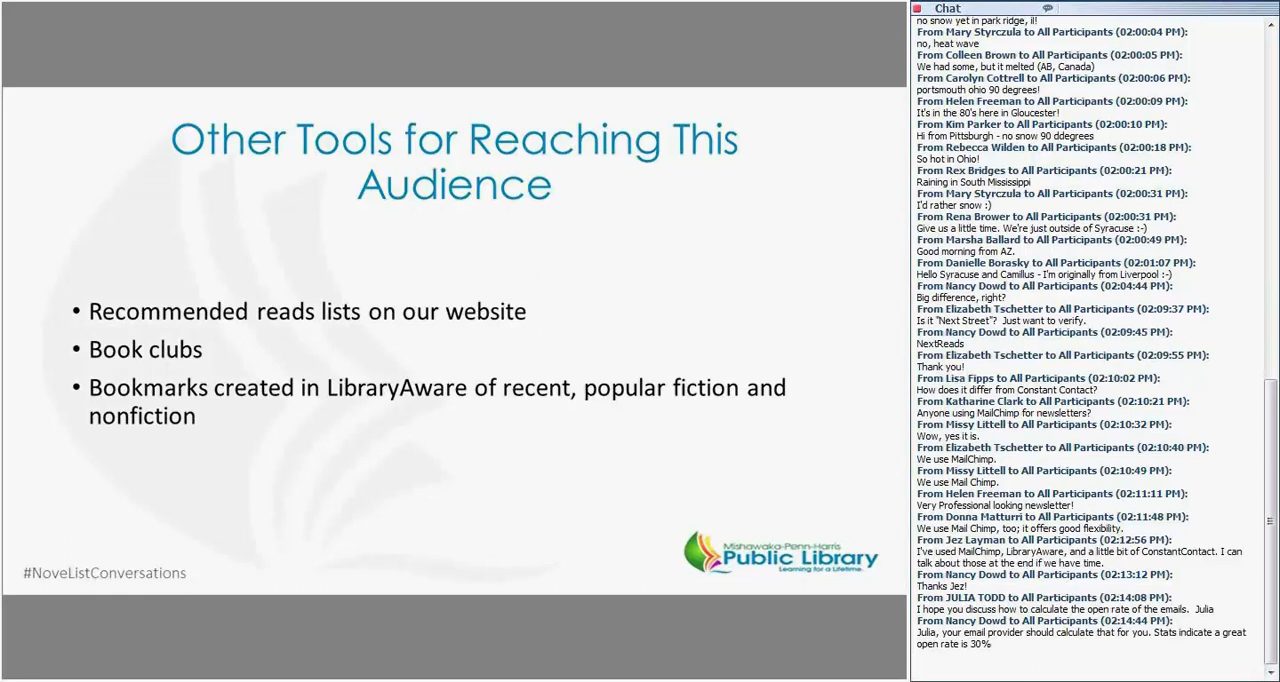 Other Tools for Reaching This
Audience
• Recommended reads lists on our website
• Book clubs
• Bookmarks created in LibraryAware of recent, popular fiction and
nonfiction
Mishawaka-Penn-Harris
Public Library
Learning for a Lifetime.
#NoveListConversations
Chat
no snow yet in park ridge, il!
From Mary Styrczula to All Participants (02:00:04 PM):
no, heat wave
From Colleen Brown to All Participants (02:00:05 PM):
We had some, but it melted (AB, Canada)
From Carolyn Cottrell to All Participants (02:00:06 PM):
portsmouth ohio 90 degrees!
From Helen Freeman to All Participants (02:00:09 PM):
It's in the 80's here in Gloucester!
From Kim Parker to All Participants (02:00:10 PM):
Hi from Pittsburgh - no snow 90 ddegrees
From Rebecca Wilden to All Participants (02:00:18 PM):
So hot in Ohio!
From Rex Bridges to All Participants (02:00:21 PM):
Raining in South Mississippi
From Mary Styrczula to All Participants (02:00:31 PM):
I'd rather snow :)
From Rena Brower to All Participants (02:00:31 PM):
Give us a little time. We're just outside of Syracuse :-)
From Marsha Ballard to All Participants (02:00:49 PM):
Good morning from AZ.
From Danielle Borasky to All Participants (02:01:07 PM):
Hello Syracuse and Camillus - I'm originally from Liverpool :-)
From Nancy Dowd to All Participants (02:04:44 PM):
Big difference, right?
From Elizabeth Tschetter to All Participants (02:09:37 PM):
Is it "Next Street"? Just want to verify.
From Nancy Dowd to All Participants (02:09:45 PM):
NextReads
From Elizabeth Tschetter to All Participants (02:09:55 PM):
Thank you!
From Lisa Fipps to All Participants (02:10:02 PM):
How does it differ from Constant Contact?
From Katharine Clark to All Participants (02:10:21 PM):
Anyone using MailChimp for newsletters?
From Missy Littell to All Participants (02:10:32 PM):
Wow, yes it is.
From Elizabeth Tschetter to All Participants (02:10:40 PM):
We use MailChimp.
From Missy Littell to All Participants (02:10:49 PM):
We use Mail Chimp.
From Helen Freeman to All Participants (02:11:11 PM):
Very Professional looking newsletter!
From Donna Matturri to All Participants (02:11:48 PM):
We use Mail Chimp, too; it offers good flexibility.
From Jez Layman to All Participants (02:12:56 PM):
I've used MailChimp, LibraryAware, and a little bit of ConstantContact. I can
talk about those at the end if we have time.
From Nancy Dowd to All Participants (02:13:12 PM):
Thanks Jez!
From JULIA TODD to All Participants (02:14:08 PM):
I hope you discuss how to calculate the open rate of the emails. Julia
From Nancy Dowd to All Participants (02:14:44 PM):
Julia, your email provider should calculate that for you. Stats indicate a great
open rate is 30%